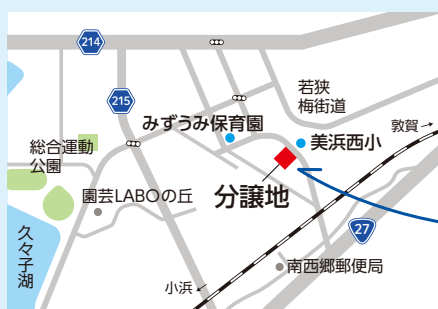 214
215
若狭
梅街道
敦賀
みずうみ保育園
美浜西小
総合運動
公園
園芸LABOの丘
分譲地
27
久々子湖
南西郷郵便局
小浜